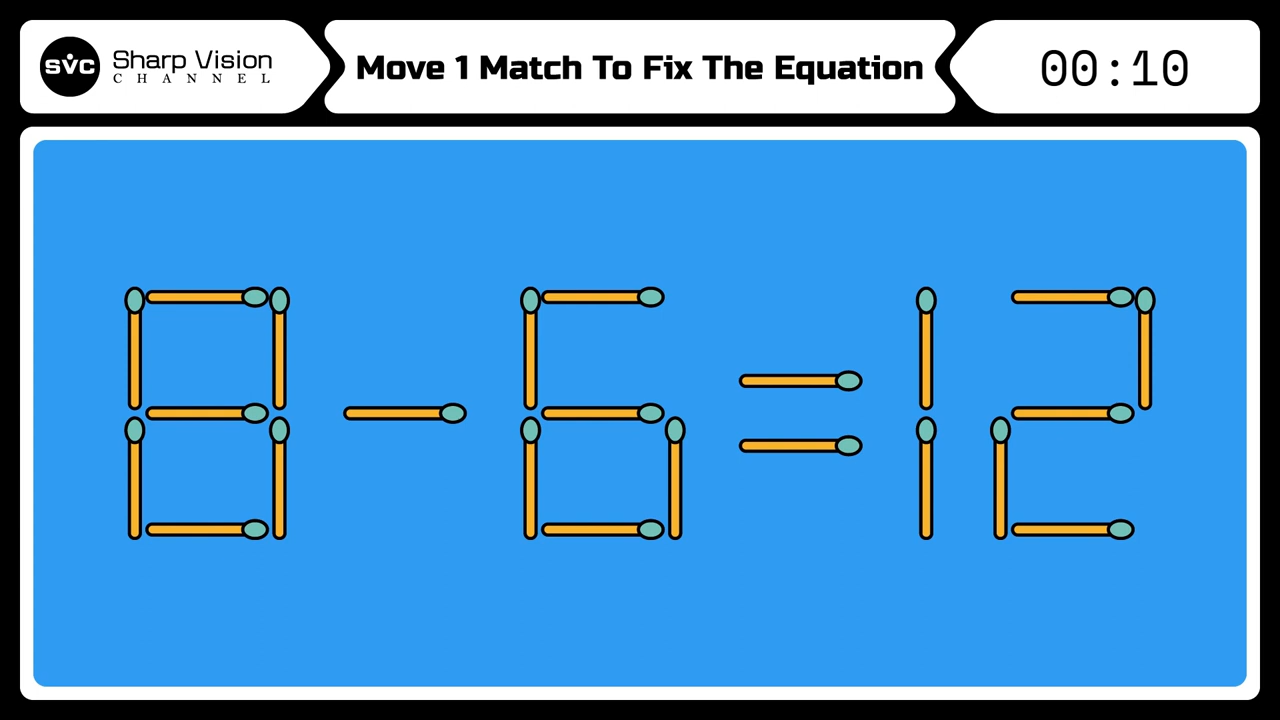 SVC
Sharp Vision
CHANNEL
Move 1 Match To Fix The Equation
00:10
8-6=12